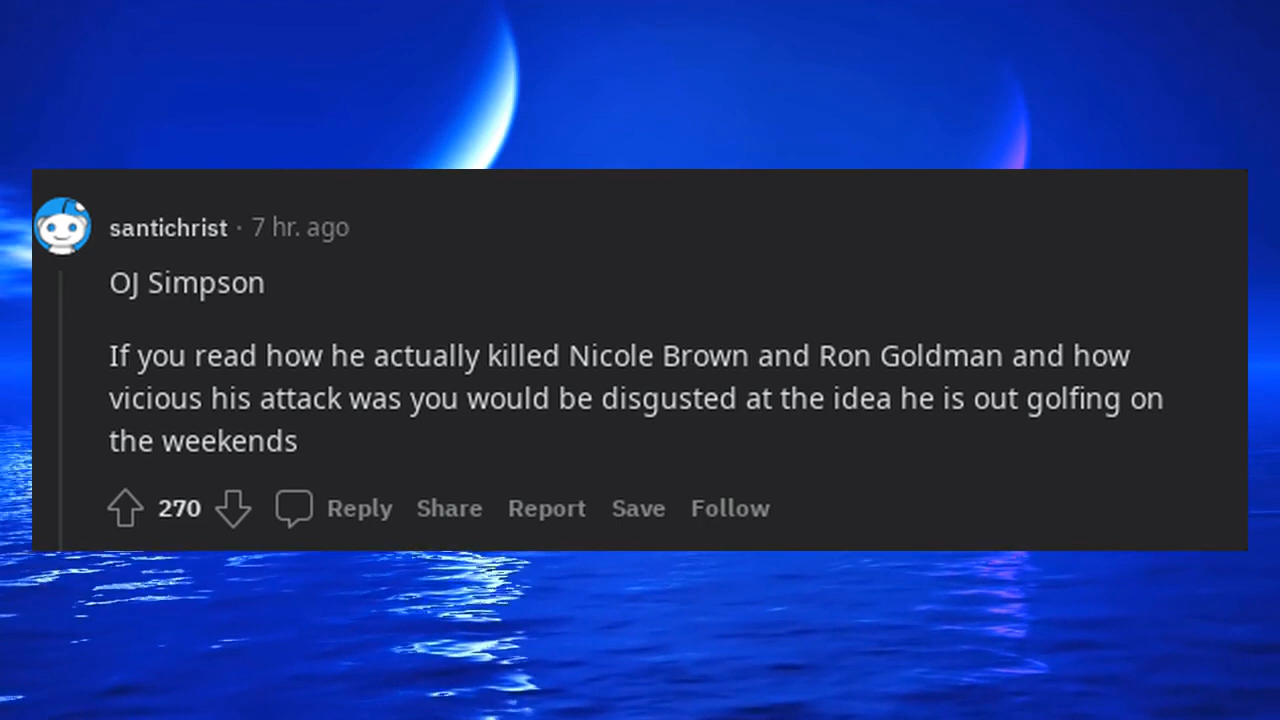 santichrist · 7 hr. ago
OJ Simpson
If you read how he actually killed Nicole Brown and Ron Goldman and how
vicious his attack was you would be disgusted at the idea he is out golfing on
the weekends
270 Reply Share Report Save Follow